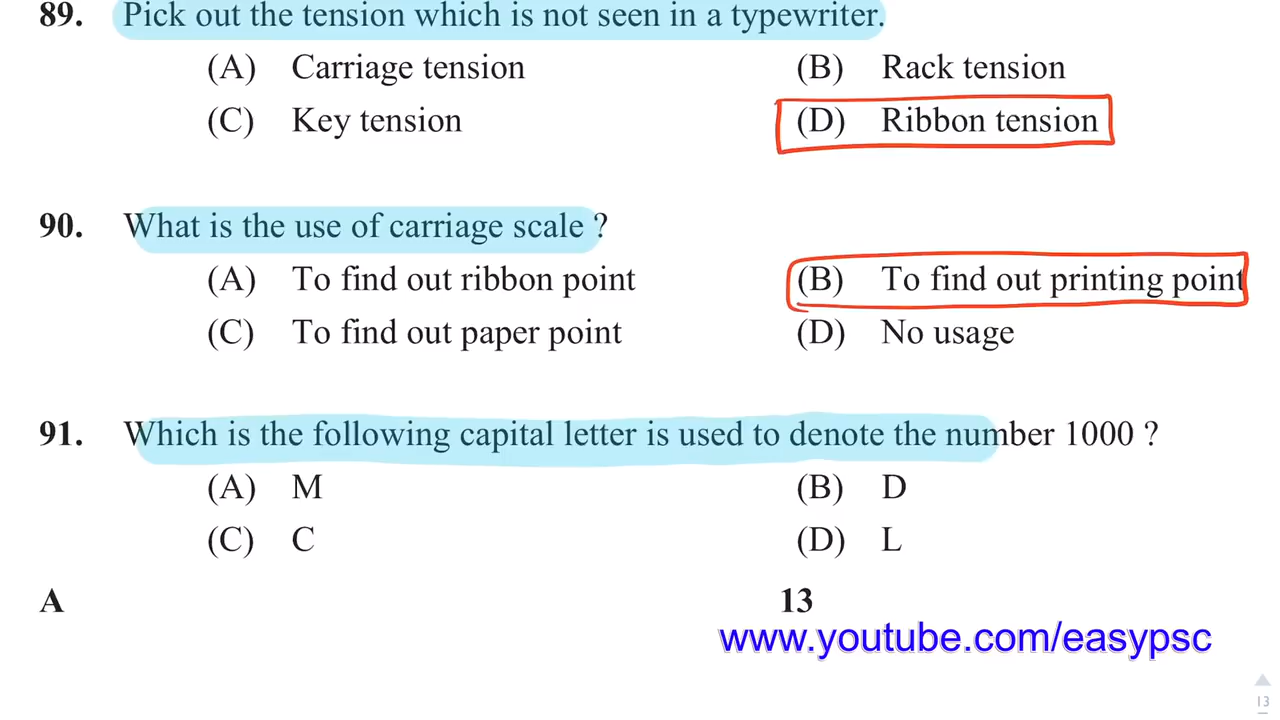 89. Pick out the tension which is not seen in a typewriter.
(A) Carriage tension (B) Rack tension
(C) Key tension (D) Ribbon tension
90. What is the use of carriage scale ?
(A) To find out ribbon point (B) To find out printing point
(C) To find out paper point (D) No usage
91. Which is the following capital letter is used to denote the number 1000 ?
(A) M (B) D
(C) C (D) L
A 13
www.youtube.com/easypsc
13